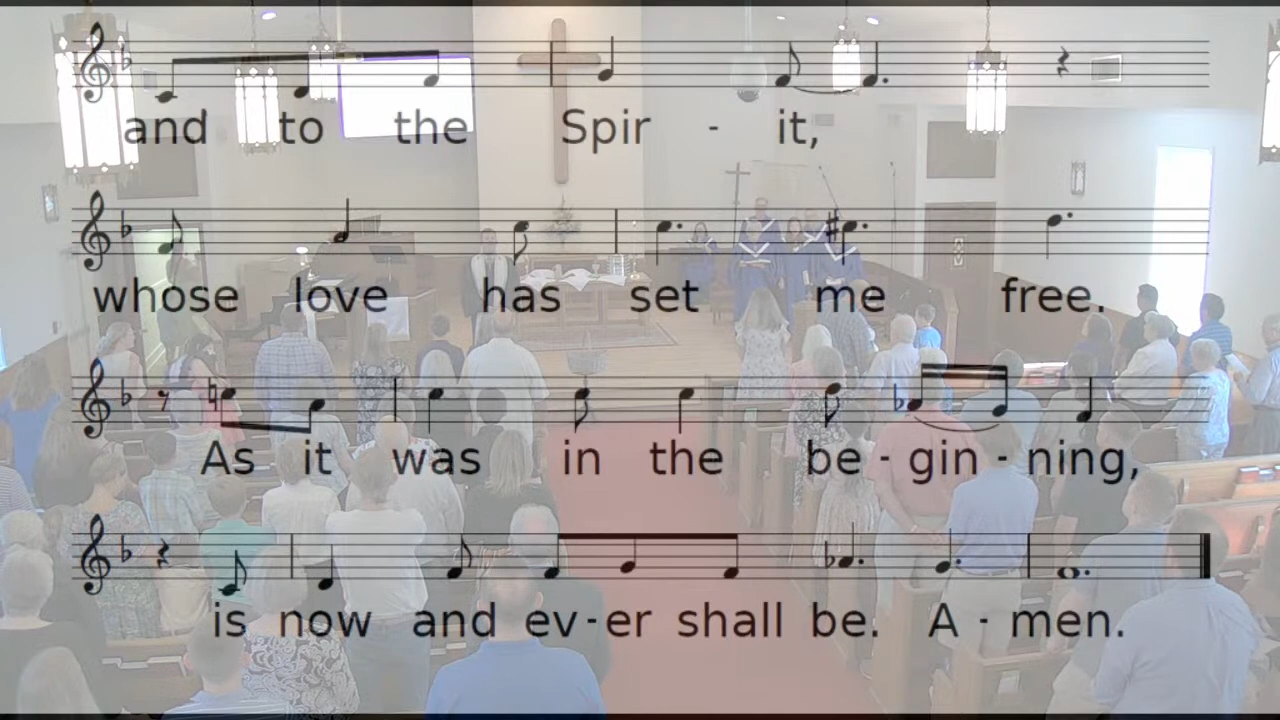 and to the Spir - it,
whose love has set me free.
As it was in the be - gin - ning,
is now and ev - er shall be. A - men.